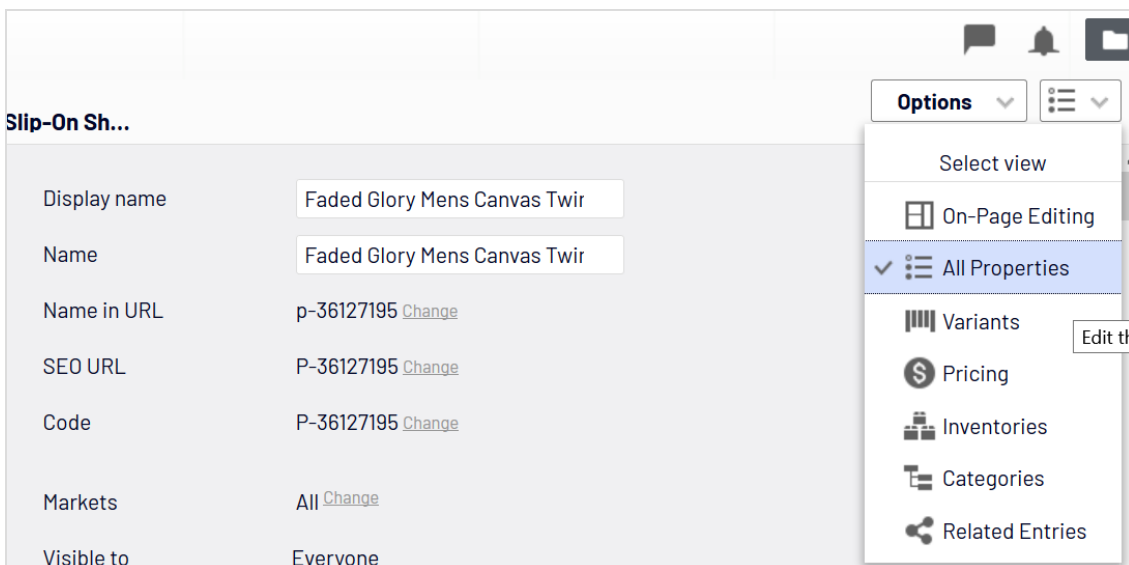 Options
Slip-On Sh...
Select view
Display name Faded Glory Mens Canvas Twir
On-Page Editing
Name Faded Glory Mens Canvas Twir
All Properties
Name in URL p-36127195 Change
Variants
Edit th
SEO URL P-36127195 Change
Pricing
Code P-36127195 Change
Inventories
Categories
Markets All Change
Related Entries
Visible to Everyone